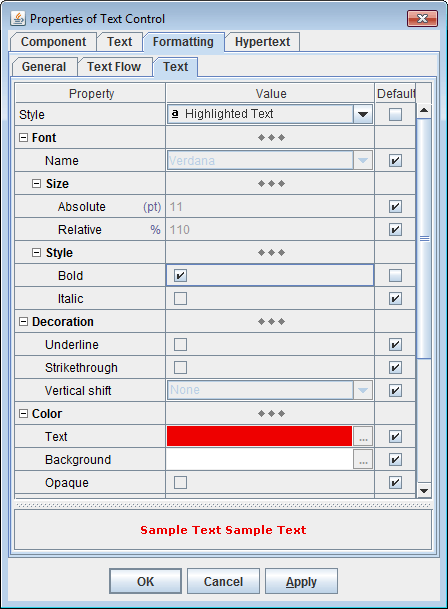 Properties of Text Control
Component Text Formatting Hypertext
General Text Flow Text
Property Value Default
Style a Highlighted Text
Font
Name Verdana
Size
Absolute (pt) 11
Relative % 110
Style
Bold
Italic
Decoration
Underline
Strikethrough
Vertical shift None
Color
Text ...
Background ...
Opaque
Sample Text Sample Text
OK Cancel Apply